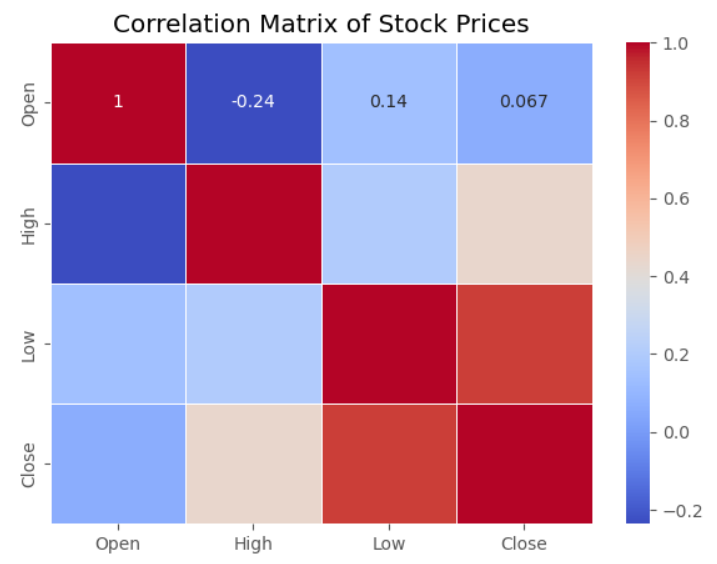 Correlation Matrix of Stock Prices
Open 1 -0.24 0.14 0.067
High
Low
Close
Open High Low Close
1.0
0.8
0.6
0.4
0.2
0.0
−0.2